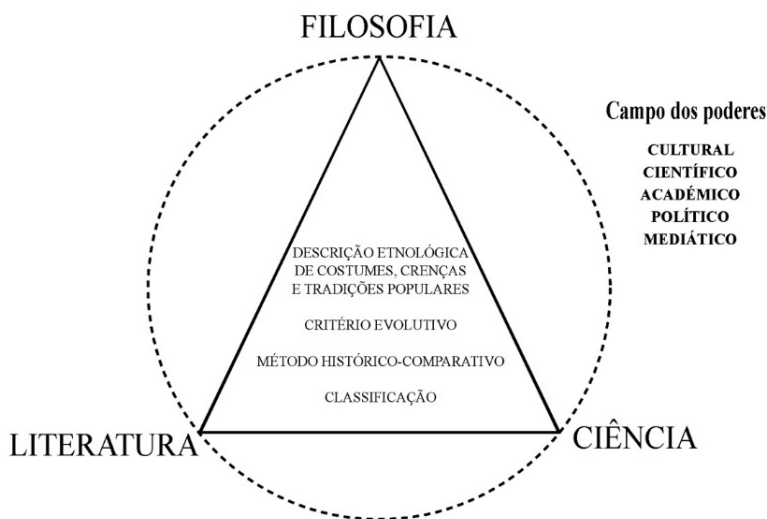 FILOSOFIA
Campo dos poderes
CULTURAL
CIENTÍFICO
ACADÉMICO
POLÍTICO
MEDIÁTICO
DESCRIÇÃO ETNOLÓGICA
DE COSTUMES, CRENÇAS
E TRADIÇÕES POPULARES
CRITÉRIO EVOLUTIVO
MÉTODO HISTÓRICO-COMPARATIVO
CLASSIFICAÇÃO
LITERATURA
CIÊNCIA